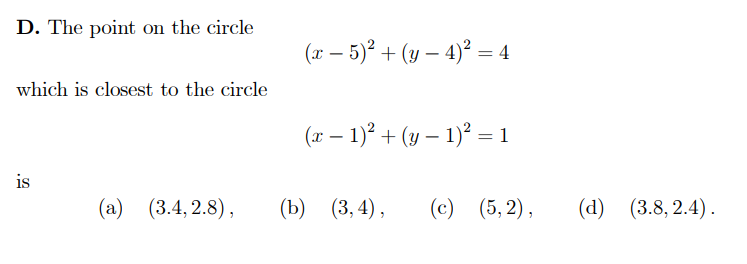 D. The point on the circle
(x − 5)² + (y − 4)² = 4
which is closest to the circle
(x − 1)² + (y − 1)² = 1
is
(a) (3.4, 2.8) , (b) (3, 4) , (c) (5, 2) , (d) (3.8, 2.4) .